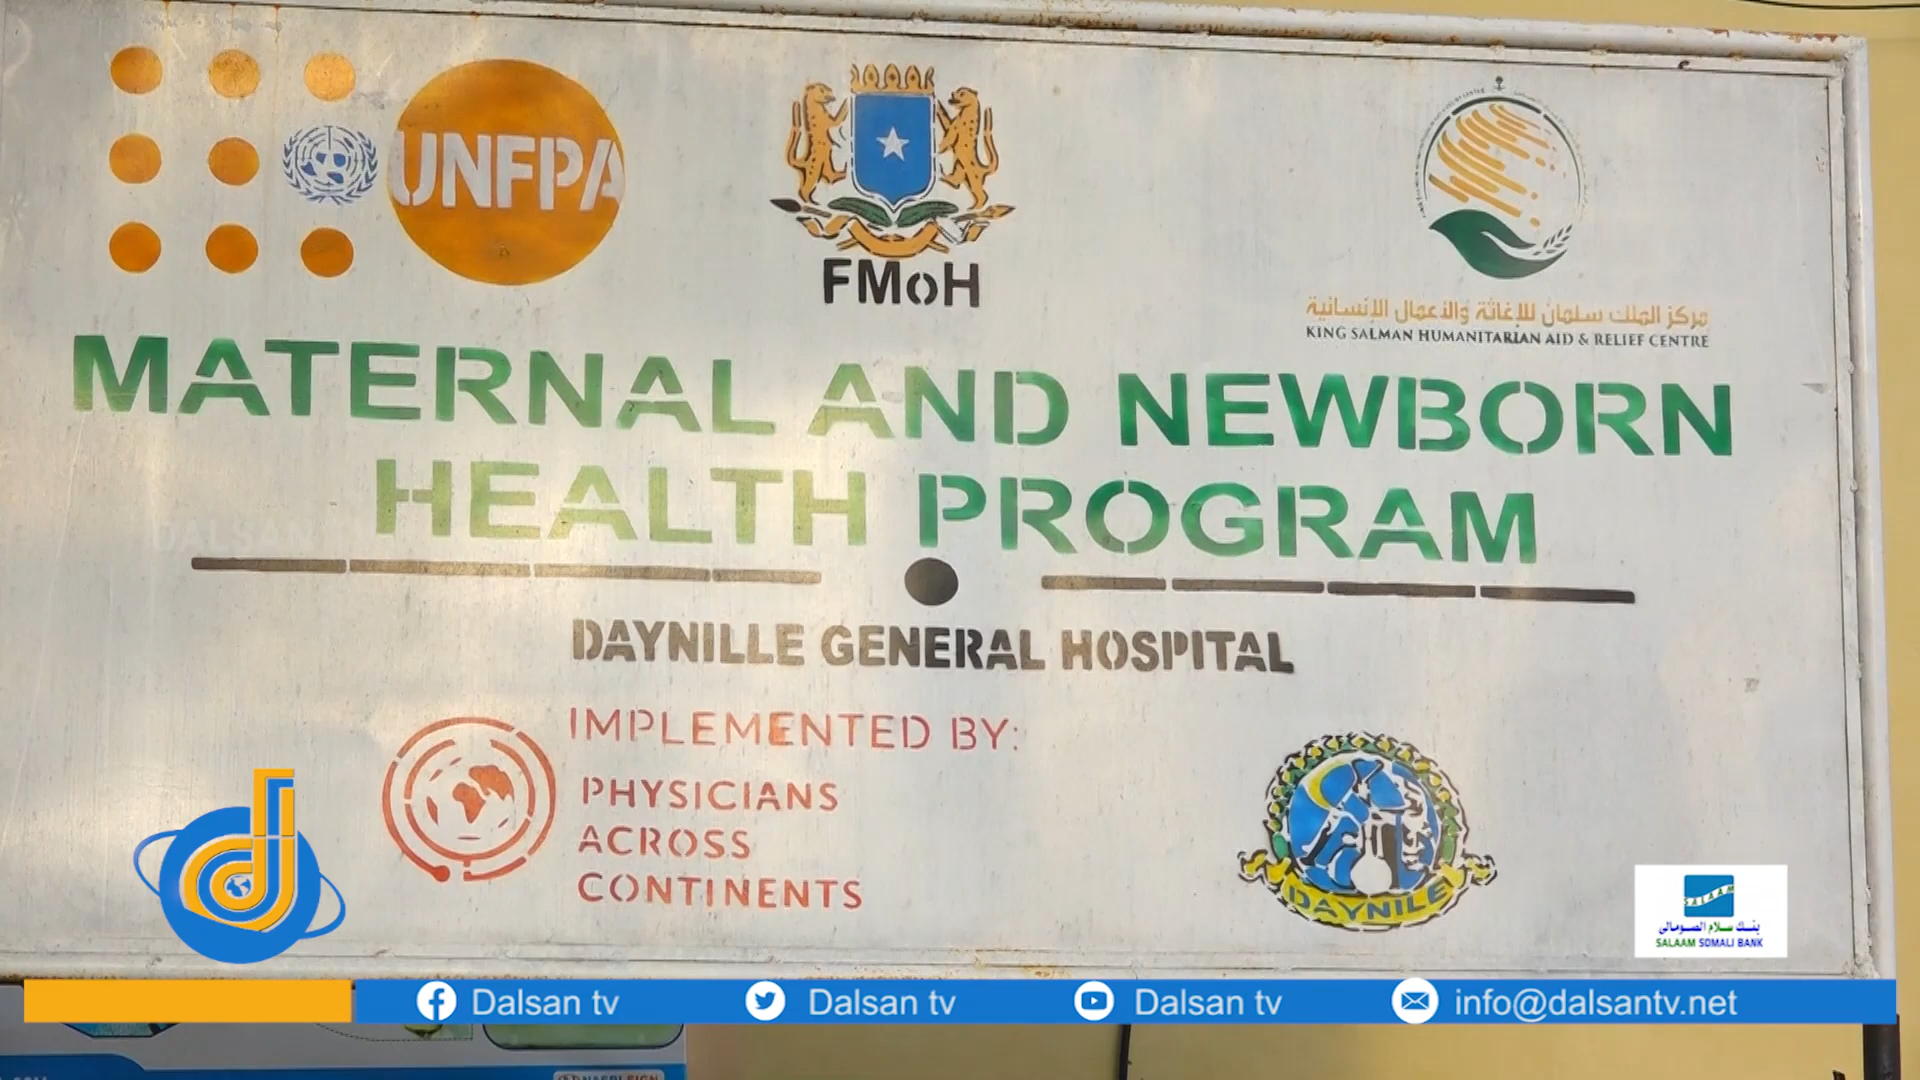 UNFPA
FMoH
مركز الملك سلمان للإغاثة والأعمال الإنسانية
KING SALMAN HUMANITARIAN AID & RELIEF CENTRE
MATERNAL AND NEWBORN
HEALTH PROGRAM
DALSAN
DAYNILLE GENERAL HOSPITAL
IMPLEMENTED BY:
PHYSICIANS
ACROSS
CONTINENTS
DAYNILE
SALAAM
بنك سلام الصومالي
SALAAM SOMALI BANK
Dalsan tv
Dalsan tv
Dalsan tv
info@dalsantv.net